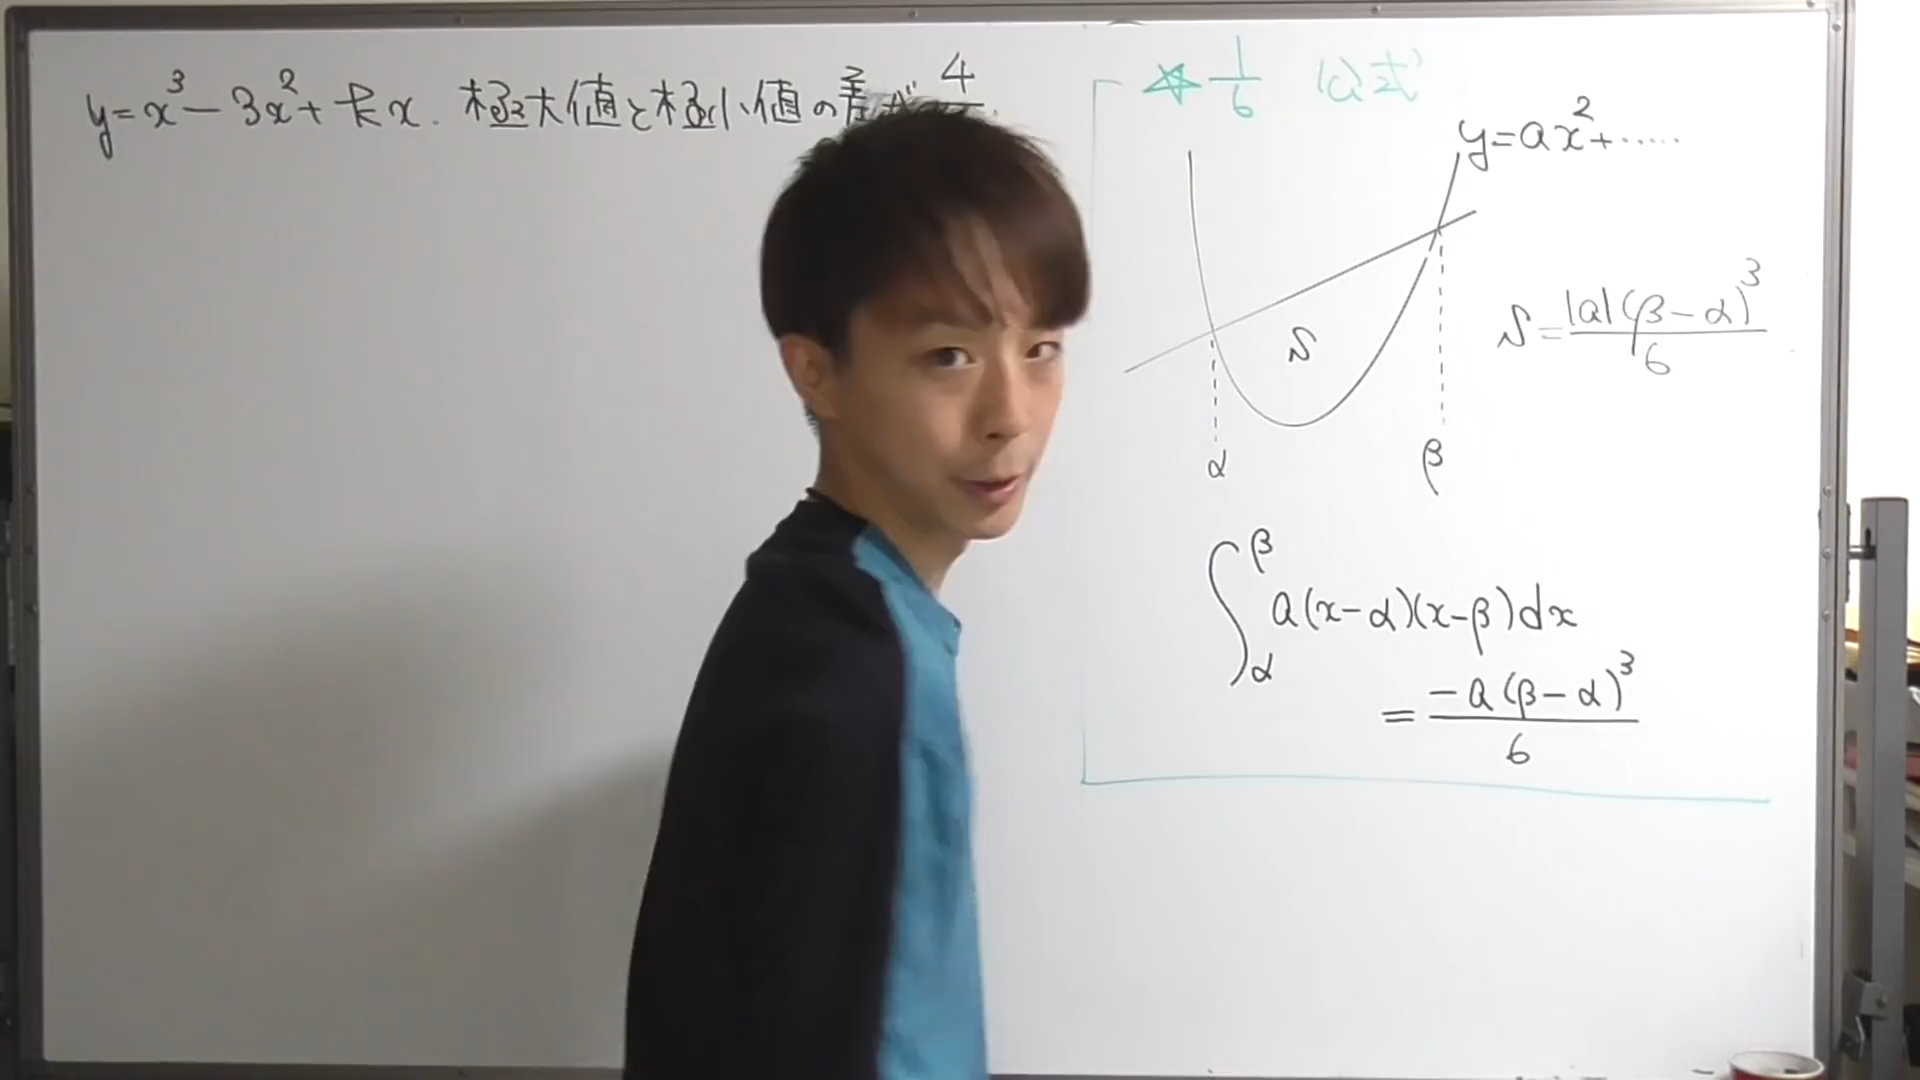 y=x³-3x²+kx. 極大値と極小値の差が 4
☆ 1/6 公式
y=ax²+……
S
S=|a|(β-α)³/6
α
β
∫_α^β a(x-α)(x-β)dx
= -a(β-α)³/6